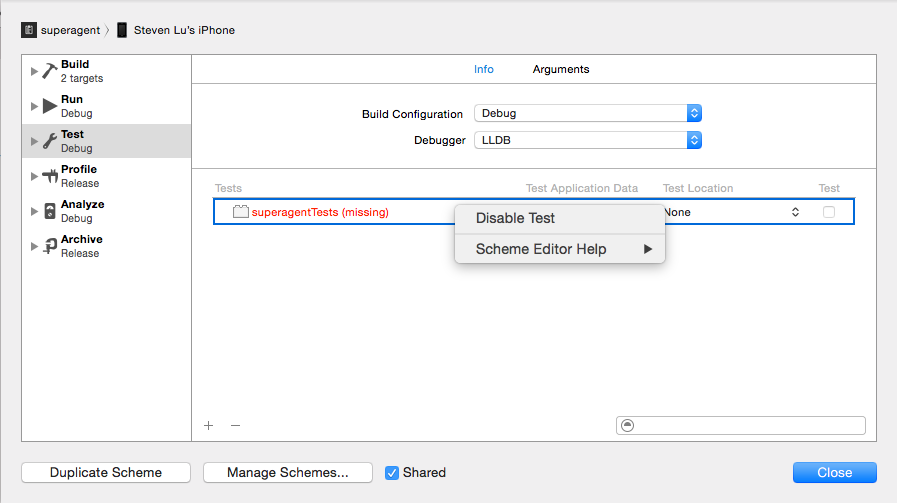 superagent Steven Lu's iPhone
Build
2 targets
Run
Debug
Test
Debug
Profile
Release
Analyze
Debug
Archive
Release
Info Arguments
Build Configuration Debug
Debugger LLDB
Tests Test Application Data Test Location Test
superagentTests (missing) None
Disable Test
Scheme Editor Help
+ −
Duplicate Scheme Manage Schemes... Shared Close